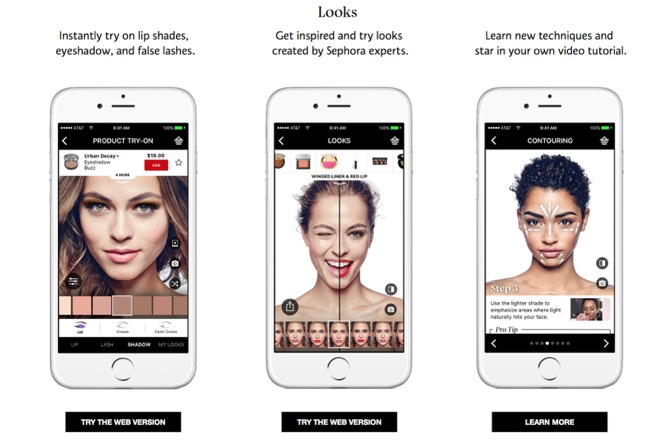 Looks
Instantly try on lip shades,
eyeshadow, and false lashes.
Get inspired and try looks
created by Sephora experts.
Learn new techniques and
star in your own video tutorial.
AT&T 9:41 AM 100%
PRODUCT TRY-ON
Urban Decay
Eyeshadow
Buzz
$19.00
ADD
4 MORE
Lid
Crease
Outer Corner
LIP LASH SHADOW MY LOOKS
AT&T 9:41 AM 100%
LOOKS
WINGED LINER & RED LIP
AT&T 9:41 AM 100%
CONTOURING
Step 3
Use the lighter shade to
emphasize areas where light
naturally hits your face.
Pro Tip
TRY THE WEB VERSION
TRY THE WEB VERSION
LEARN MORE